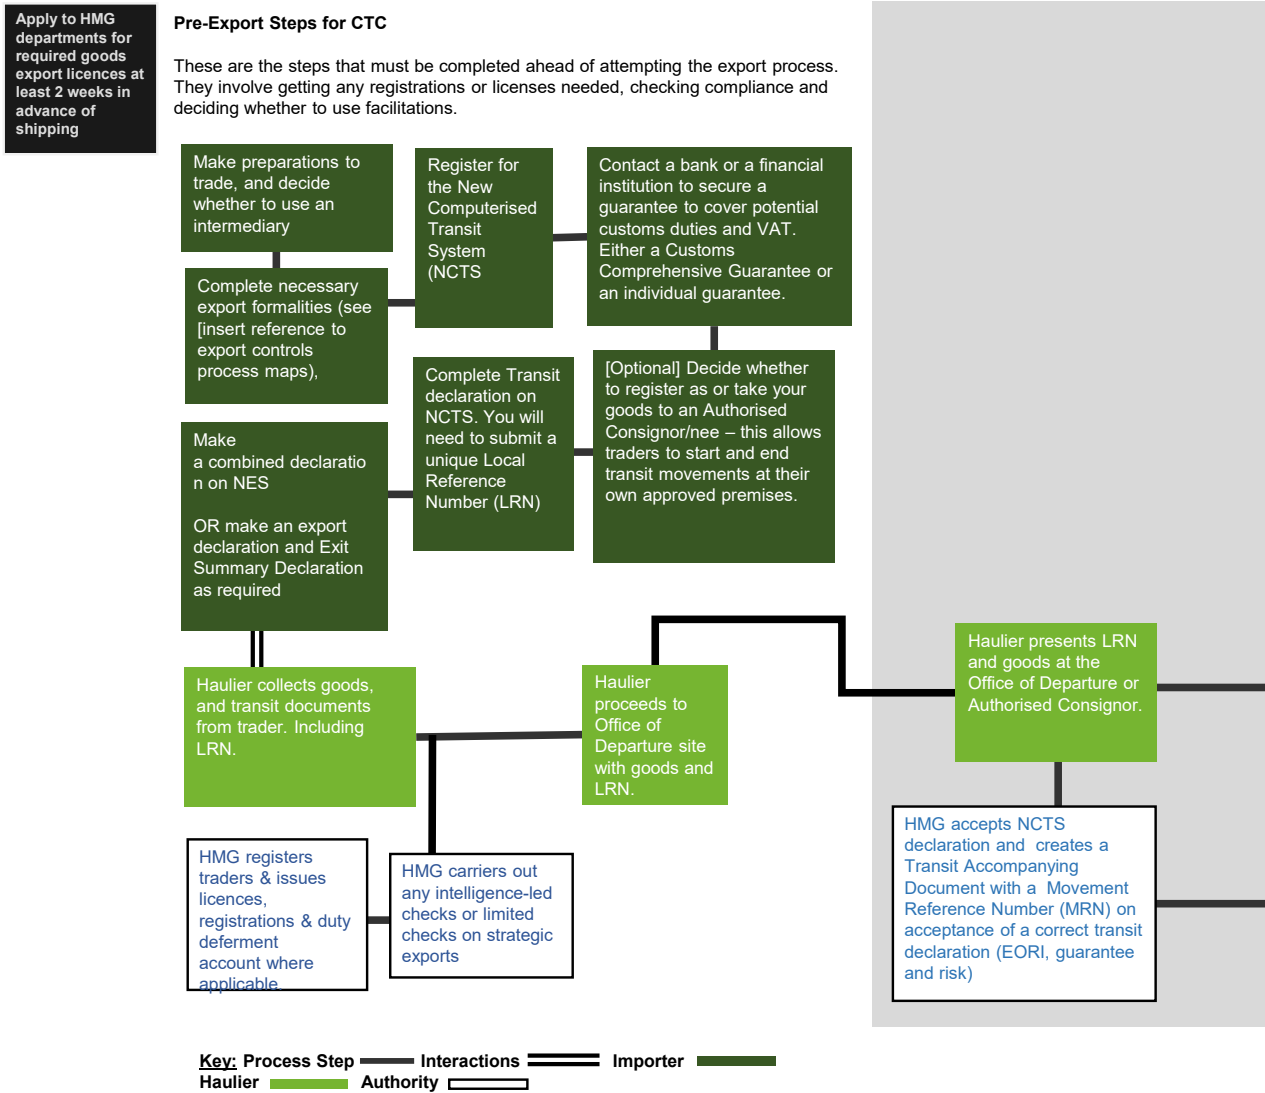 Apply to HMG
departments for
required goods
export licences at
least 2 weeks in
advance of
shipping
Pre-Export Steps for CTC
These are the steps that must be completed ahead of attempting the export process.
They involve getting any registrations or licenses needed, checking compliance and
deciding whether to use facilitations.
Make preparations to
trade, and decide
whether to use an
intermediary
Register for
the New
Computerised
Transit
System
(NCTS
Contact a bank or a financial
institution to secure a
guarantee to cover potential
customs duties and VAT.
Either a Customs
Comprehensive Guarantee or
an individual guarantee.
Complete necessary
export formalities (see
[insert reference to
export controls
process maps),
Complete Transit
declaration on
NCTS. You will
need to submit a
unique Local
Reference
Number (LRN)
[Optional] Decide whether
to register as or take your
goods to an Authorised
Consignor/nee – this allows
traders to start and end
transit movements at their
own approved premises.
Make
a combined declaratio
n on NES
OR make an export
declaration and Exit
Summary Declaration
as required
Haulier collects goods,
and transit documents
from trader. Including
LRN.
Haulier
proceeds to
Office of
Departure site
with goods and
LRN.
Haulier presents LRN
and goods at the
Office of Departure or
Authorised Consignor.
HMG registers
traders & issues
licences,
registrations & duty
deferment
account where
applicable.
HMG carriers out
any intelligence-led
checks or limited
checks on strategic
exports
HMG accepts NCTS
declaration and creates a
Transit Accompanying
Document with a Movement
Reference Number (MRN) on
acceptance of a correct transit
declaration (EORI, guarantee
and risk)
Key: Process Step Interactions Importer
Haulier Authority